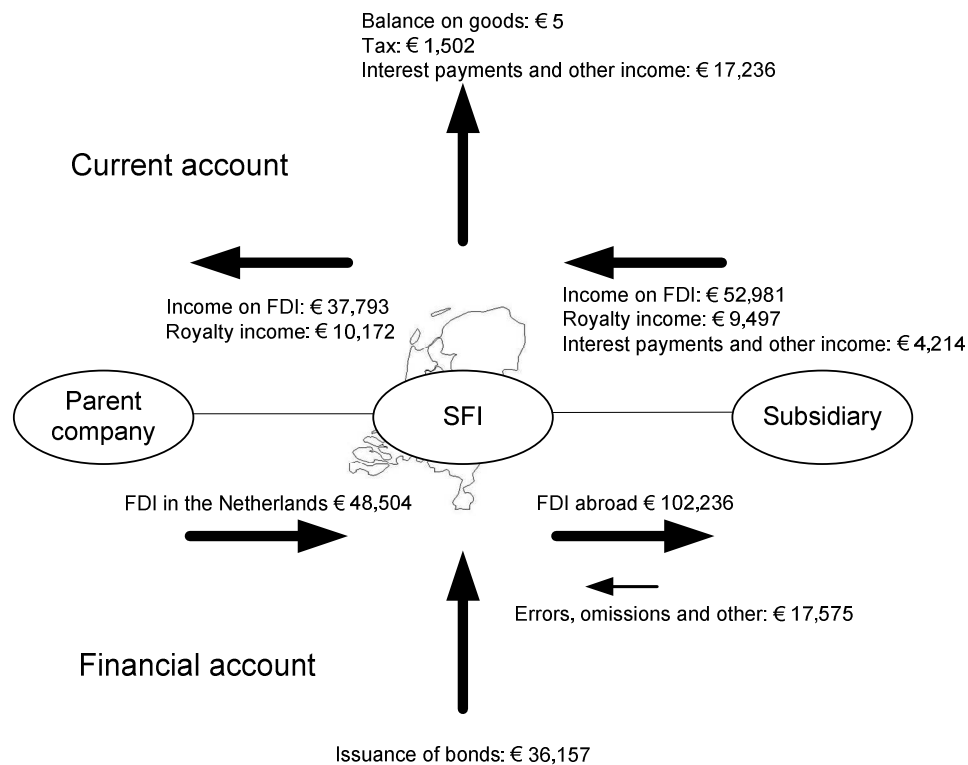 Balance on goods: € 5
Tax: € 1,502
Interest payments and other income: € 17,236
Current account
Income on FDI: € 37,793
Royalty income: € 10,172
Income on FDI: € 52,981
Royalty income: € 9,497
Interest payments and other income: € 4,214
Parent
company
SFI
Subsidiary
FDI in the Netherlands € 48,504
FDI abroad € 102,236
Errors, omissions and other: € 17,575
Financial account
Issuance of bonds: € 36,157